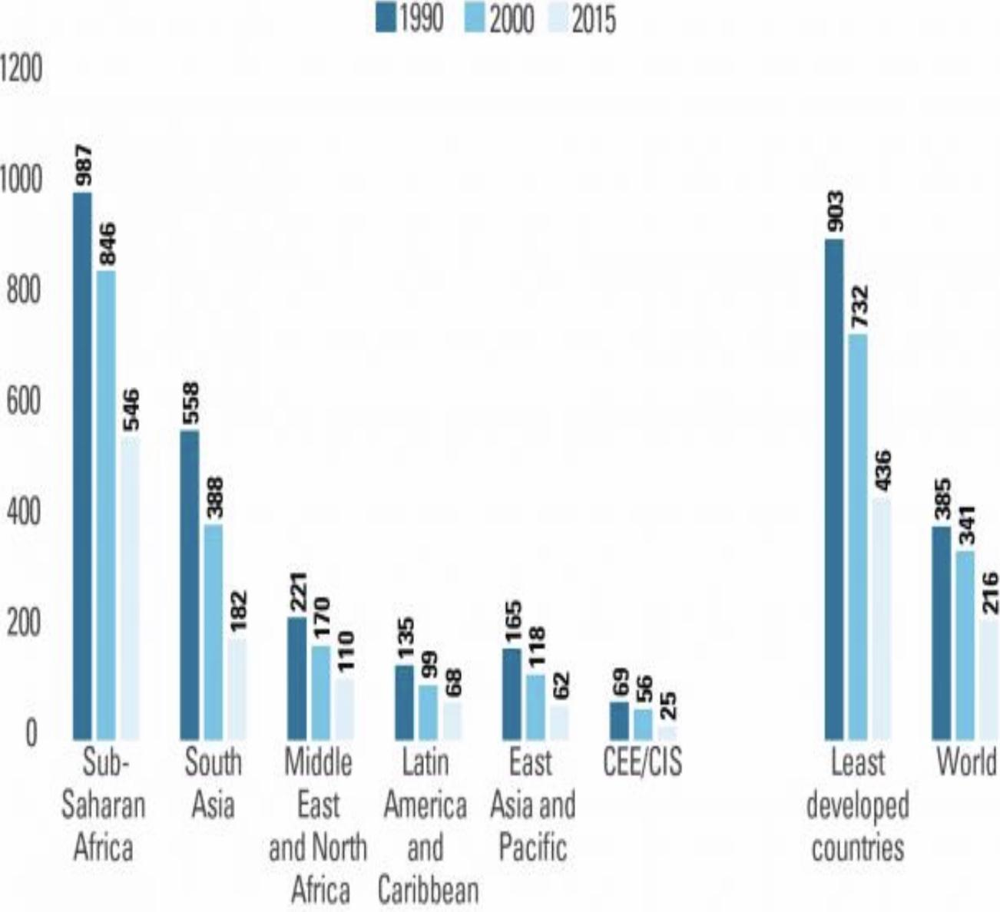 1990 2000 2015
1200
1000
800
600
400
200
0
987 846 546
558 388 182
221 170 110
135 99 68
165 118 62
69 56 25
903 732 436
385 341 216
Sub-
Saharan
Africa
South
Asia
Middle
East
and North
Africa
Latin
America
and
Caribbean
East
Asia and
Pacific
CEE/CIS
Least
developed
countries
World